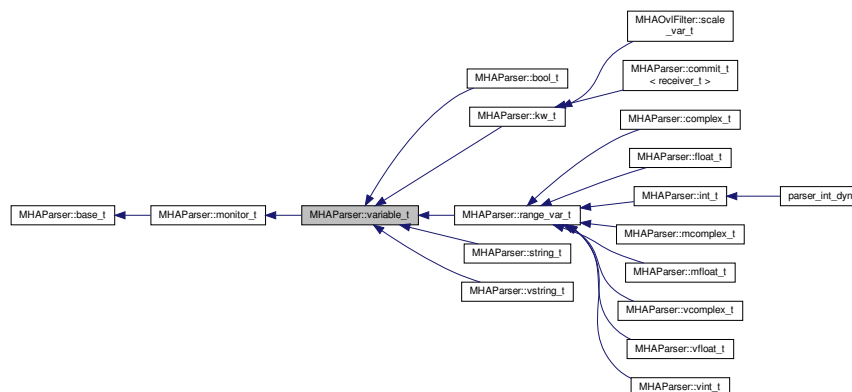 MHAOvlFilter::scale
_var_t
MHAParser::bool_t
MHAParser::commit_t
< receiver_t >
MHAParser::kw_t
MHAParser::complex_t
MHAParser::float_t
MHAParser::int_t
parser_int_dyn
MHAParser::base_t
MHAParser::monitor_t
MHAParser::variable_t
MHAParser::range_var_t
MHAParser::mcomplex_t
MHAParser::string_t
MHAParser::mfloat_t
MHAParser::vstring_t
MHAParser::vcomplex_t
MHAParser::vfloat_t
MHAParser::vint_t